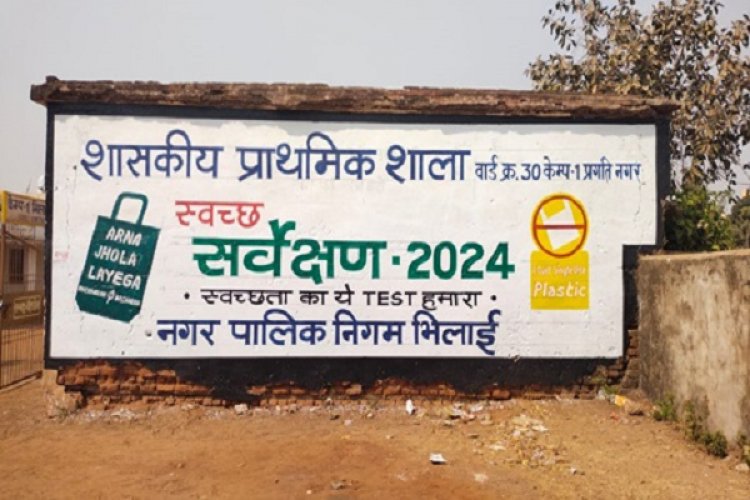 शासकीय प्राथमिक शाला वार्ड क्र. 30 केम्प-1 प्रगति नगर
स्वच्छ
सर्वेक्षण · 2024
· स्वच्छता का ये TEST हमारा ·
नगर पालिक निगम भिलाई
ARNA
JHOLA
LAYEGA
Plastic